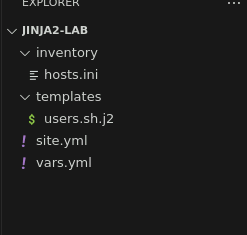 EXPLORER
JINJA2-LAB
inventory
hosts.ini
templates
users.sh.j2
site.yml
vars.yml